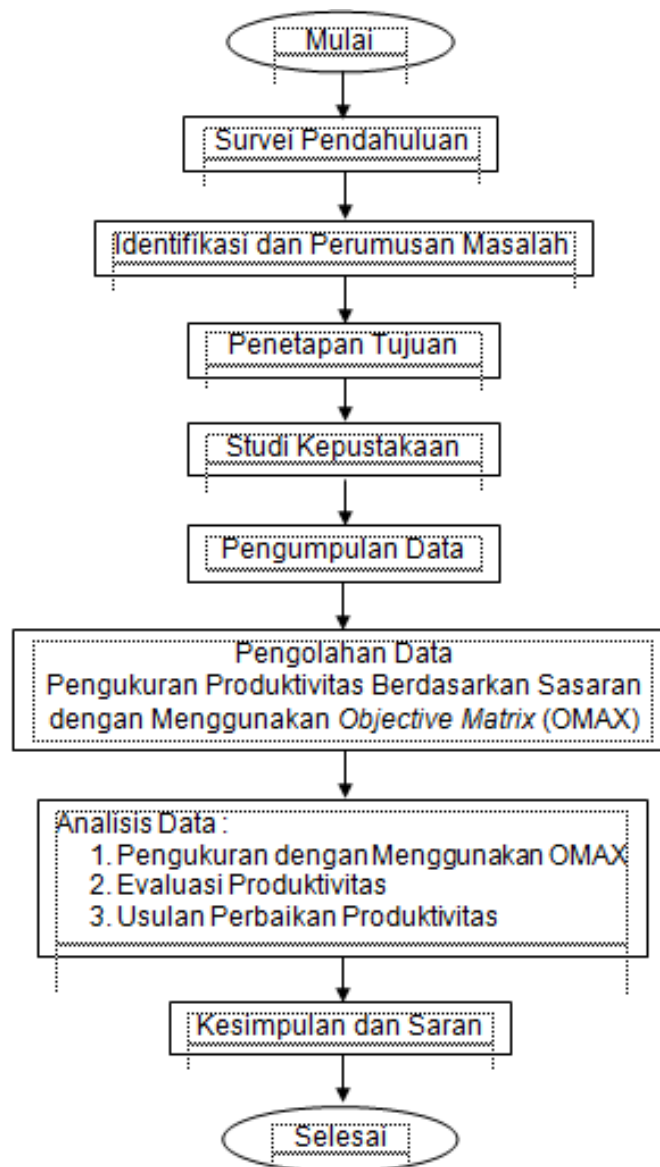 Mulai
Survei Pendahuluan
Identifikasi dan Perumusan Masalah
Penetapan Tujuan
Studi Kepustakaan
Pengumpulan Data
Pengolahan Data
Pengukuran Produktivitas Berdasarkan Sasaran
dengan Menggunakan Objective Matrix (OMAX)
Analisis Data :
1. Pengukuran dengan Menggunakan OMAX
2. Evaluasi Produktivitas
3. Usulan Perbaikan Produktivitas
Kesimpulan dan Saran
Selesai